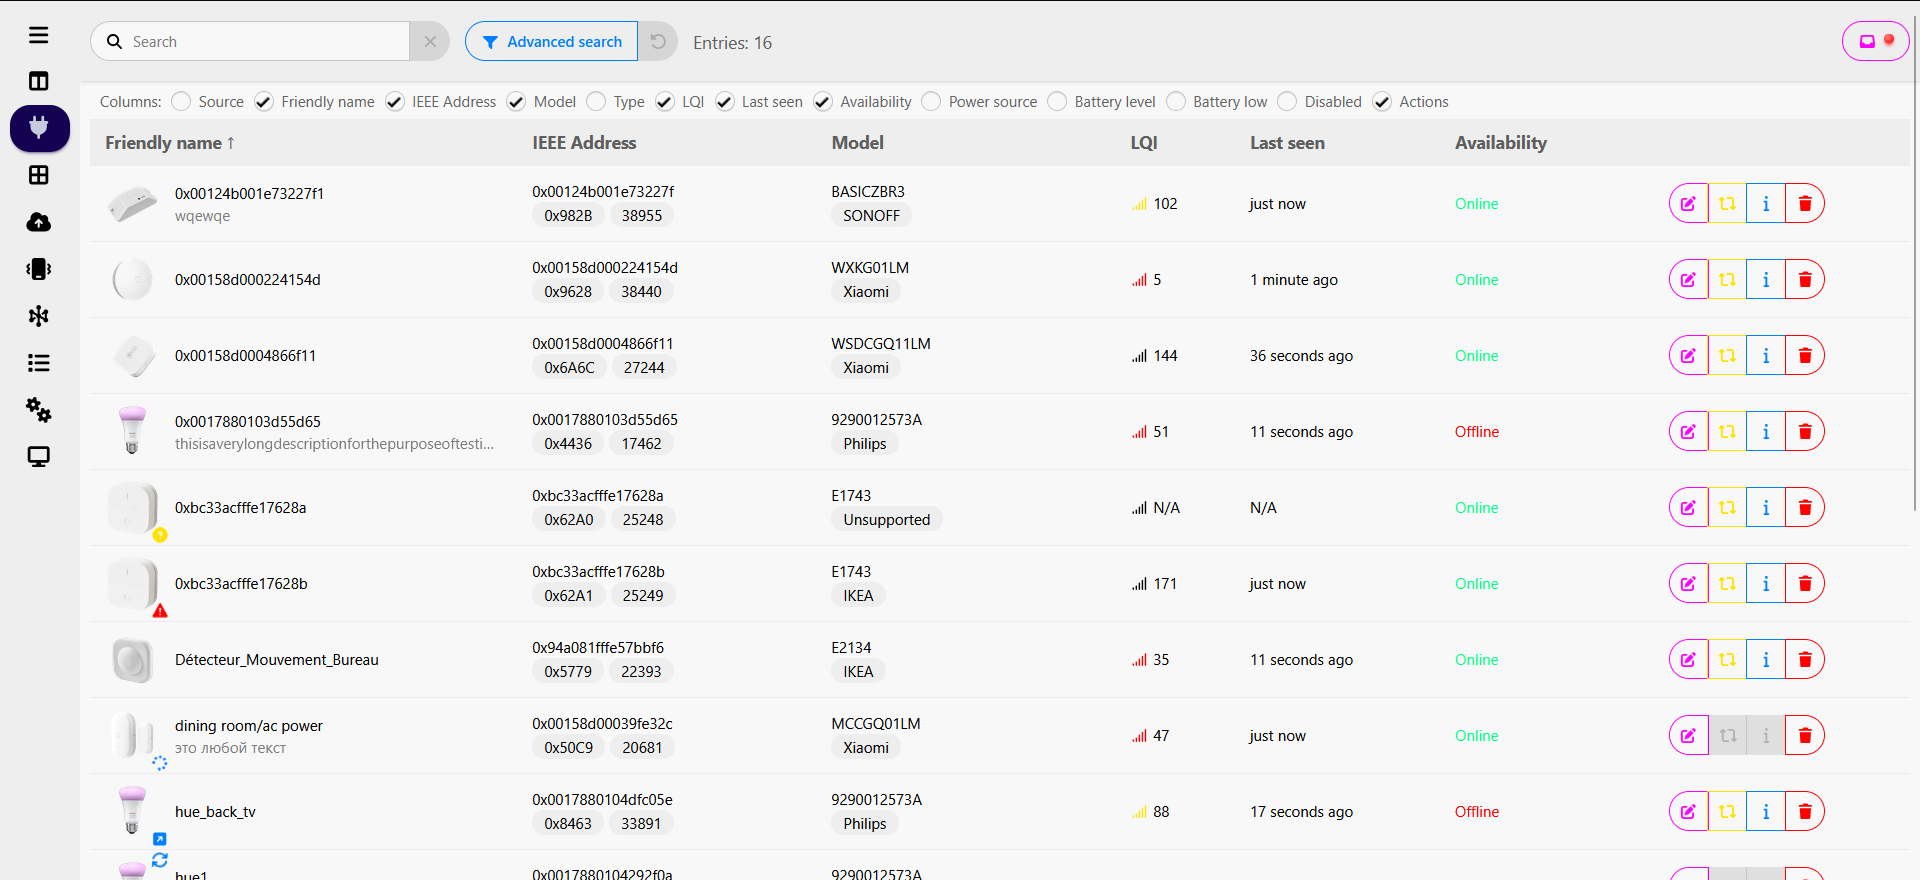 Search
Advanced search
Entries: 16
Columns: Source Friendly name IEEE Address Model Type LQI Last seen Availability Power source Battery level Battery low Disabled Actions
Friendly name ↑ IEEE Address Model LQI Last seen Availability
0x00124b001e73227f1
wqewqe
0x00124b001e73227f
0x982B 38955
BASICZBR3
SONOFF
102
just now
Online
0x00158d000224154d
0x00158d000224154d
0x9628 38440
WXKG01LM
Xiaomi
5
1 minute ago
Online
0x00158d0004866f11
0x00158d0004866f11
0x6A6C 27244
WSDCGQ11LM
Xiaomi
144
36 seconds ago
Online
0x0017880103d55d65
thisisaverylongdescriptionforthepurposeoftesti...
0x0017880103d55d65
0x4436 17462
9290012573A
Philips
51
11 seconds ago
Offline
0xbc33acfffe17628a
0xbc33acfffe17628a
0x62A0 25248
E1743
Unsupported
N/A
N/A
Online
0xbc33acfffe17628b
0xbc33acfffe17628b
0x62A1 25249
E1743
IKEA
171
just now
Online
Détecteur_Mouvement_Bureau
0x94a081fffe57bbf6
0x5779 22393
E2134
IKEA
35
11 seconds ago
Online
dining room/ac power
это любой текст
0x00158d00039fe32c
0x50C9 20681
MCCGQ01LM
Xiaomi
47
just now
Online
hue_back_tv
0x0017880104dfc05e
0x8463 33891
9290012573A
Philips
88
17 seconds ago
Offline
hue1
0x0017880104292f0a
9290012573A